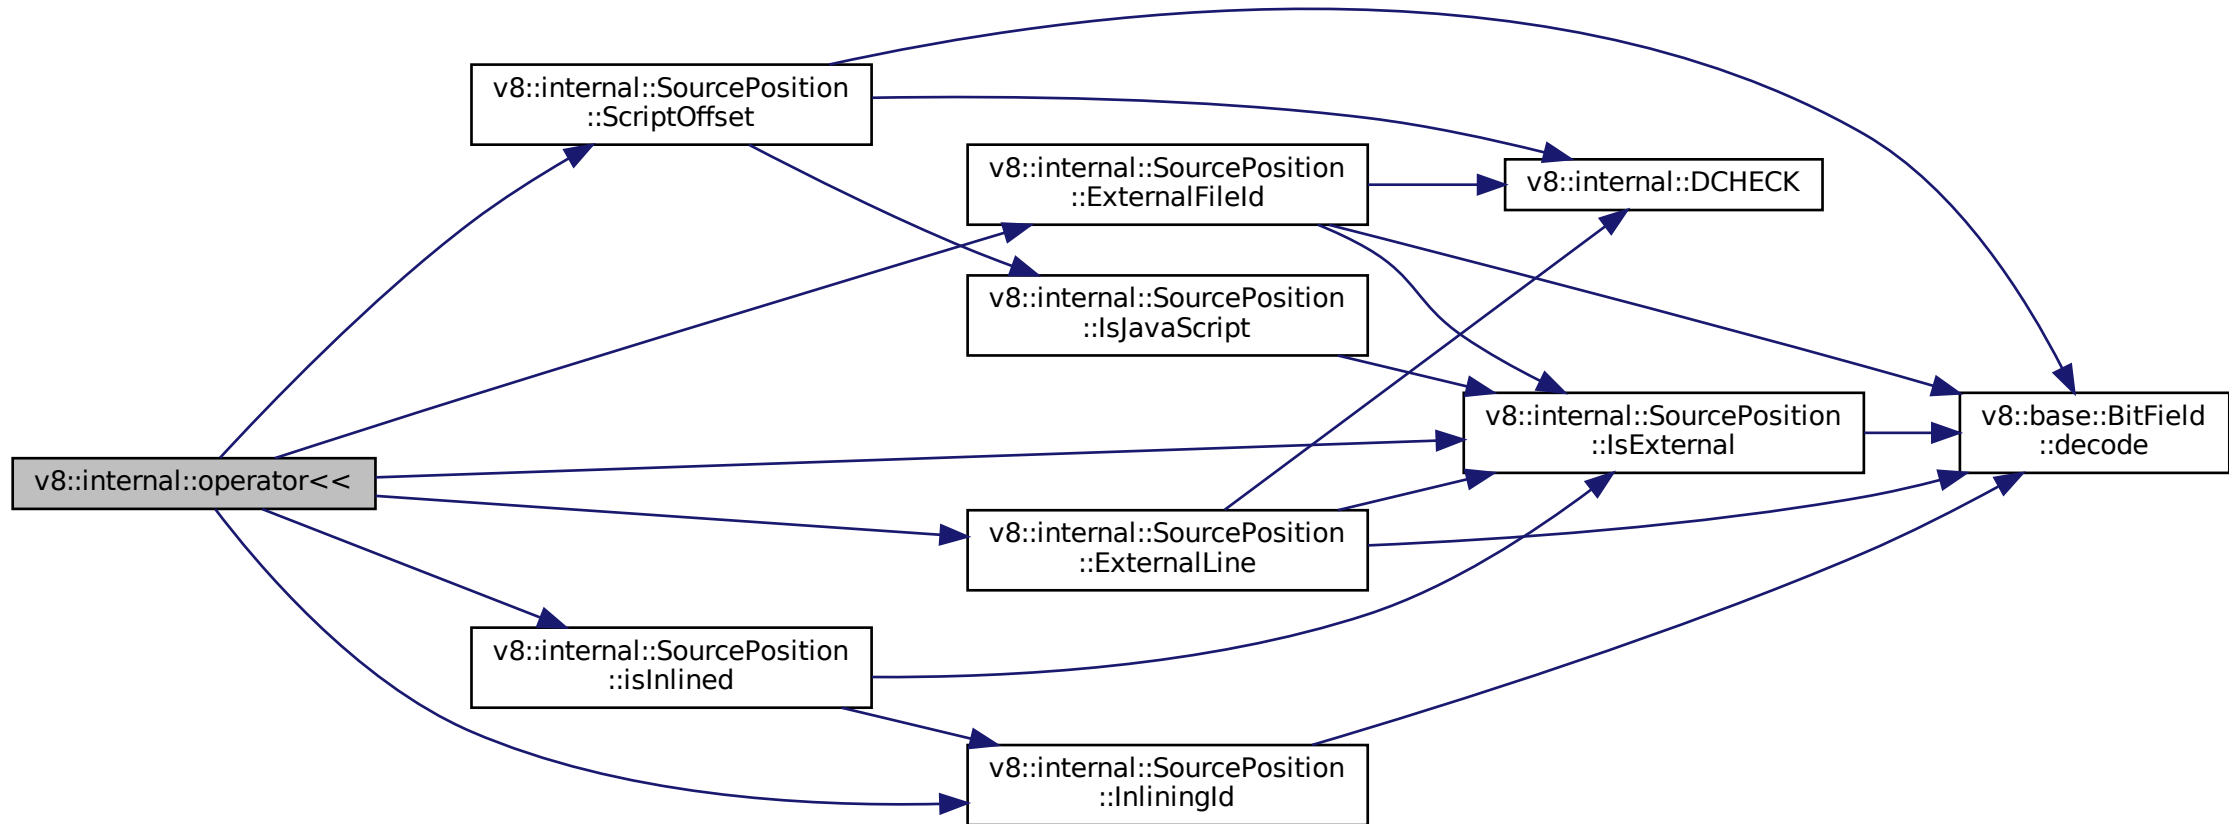 v8::internal::SourcePosition
::ScriptOffset
v8::internal::SourcePosition
::ExternalFileId
v8::internal::DCHECK
v8::internal::SourcePosition
::IsJavaScript
v8::internal::SourcePosition
::IsExternal
v8::base::BitField
::decode
v8::internal::operator<<
v8::internal::SourcePosition
::ExternalLine
v8::internal::SourcePosition
::isInlined
v8::internal::SourcePosition
::InliningId